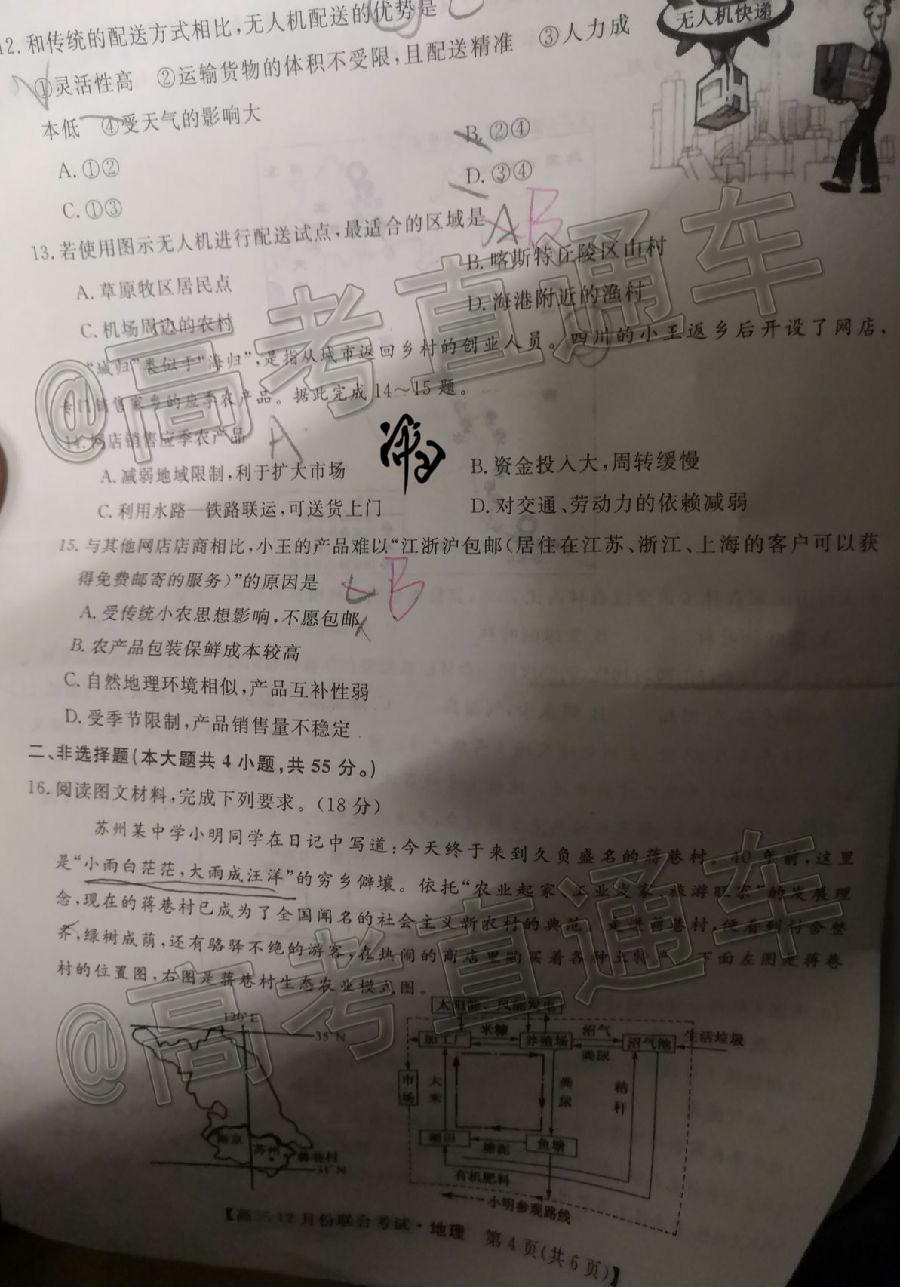 12. 和传统的配送方式相比,无人机配送的优势是
无人机快递
①灵活性高 ②运输货物的体积不受限,且配送精准 ③人力成
本低 ④受天气的影响大
A. ①② B. ②④
C. ①③ D. ③④
13. 若使用图示无人机进行配送试点,最适合的区域是 A B
A. 草原牧区居民点 B. 喀斯特丘陵区山村
C. 机场周边的农村 D. 海港附近的渔村
“城归”类似于“海归”,是指从城市返回乡村的创业人员。四川的小王返乡后开设了网店,
专门销售家乡的应季农产品。据此完成14~15题。
14. 网店销售应季农产品 A
A. 减弱地域限制,利于扩大市场 B. 资金投入大,周转缓慢
C. 利用水路—铁路联运,可送货上门 D. 对交通、劳动力的依赖减弱
15. 与其他网店店商相比,小王的产品难以“江浙沪包邮(居住在江苏、浙江、上海的客户可以获
得免费邮寄的服务)”的原因是 B
A. 受传统小农思想影响,不愿包邮
B. 农产品包装保鲜成本较高
C. 自然地理环境相似,产品互补性弱
D. 受季节限制,产品销售量不稳定
二、非选择题(本大题共4小题,共55分。)
16. 阅读图文材料,完成下列要求。(18分)
苏州某中学小明同学在日记中写道:今天终于来到久负盛名的蒋巷村。40年前,这里
是“小雨白茫茫,大雨成汪洋”的穷乡僻壤。依托“农业起家、工业发家、旅游旺家”的发展理
念,现在的蒋巷村已成为了全国闻名的社会主义新农村的典范。走进蒋巷村,便看到村舍整
齐,绿树成荫,还有骆驿不绝的游客,在热闹的商店里购买着各种
下面左图是蒋巷
村的位置图,右图是蒋巷村生态农业模式图。
120°E
35°N
南京
苏州
蒋巷村
31°N
太阳能、风能发电
加工厂 米糠 养殖场 沼气 沼气池 生活垃圾
粪尿
市场
大米
粪尿
秸秆
稻田
塘泥
鱼塘
有机肥料
小明参观路线
【高三12月份联合考试·地理 第4页(共6页)】
@高考直通车
@高考直通车